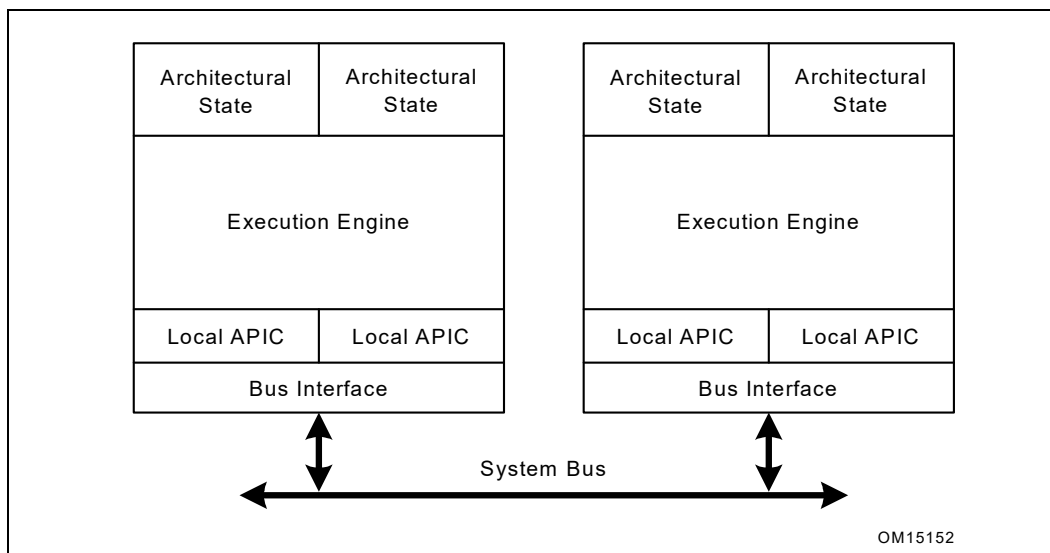 Architectural State
Architectural State
Architectural State
Architectural State
Execution Engine
Execution Engine
Local APIC
Local APIC
Local APIC
Local APIC
Bus Interface
Bus Interface
System Bus
OM15152